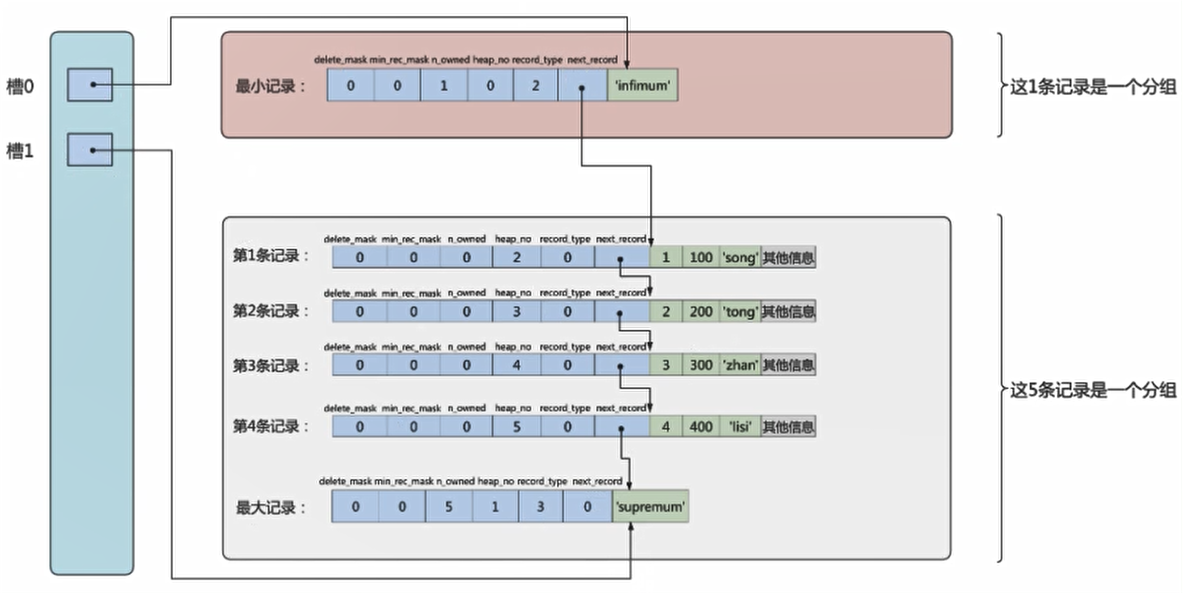 槽0
槽1
delete_mask min_rec_mask n_owned heap_no record_type next_record
最小记录： 0 0 1 0 2 'infimum'
这1条记录是一个分组
delete_mask min_rec_mask n_owned heap_no record_type next_record
第1条记录： 0 0 0 2 0 1 100 'song' 其他信息
delete_mask min_rec_mask n_owned heap_no record_type next_record
第2条记录： 0 0 0 3 0 2 200 'tong' 其他信息
delete_mask min_rec_mask n_owned heap_no record_type next_record
第3条记录： 0 0 0 4 0 3 300 'zhan' 其他信息
这5条记录是一个分组
delete_mask min_rec_mask n_owned heap_no record_type next_record
第4条记录： 0 0 0 5 0 4 400 'lisi' 其他信息
delete_mask min_rec_mask n_owned heap_no record_type next_record
最大记录： 0 0 5 1 3 0 'supremum'